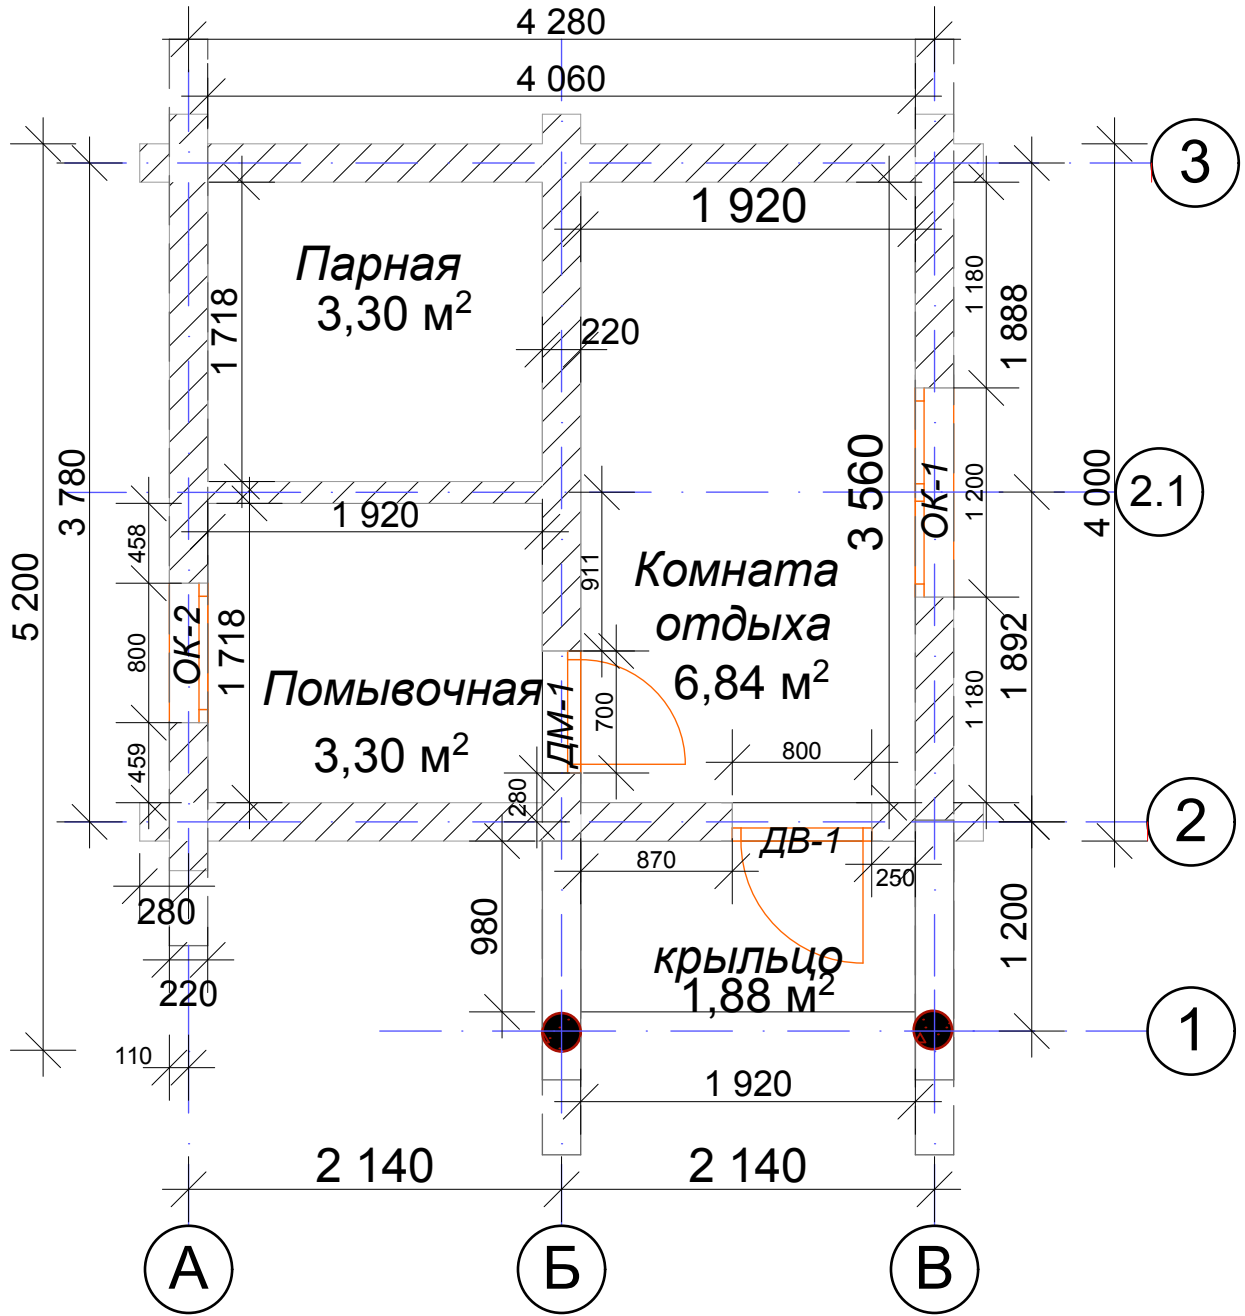 4 280
4 060
3
1 920
Парная
3,30 м²
1 718
220
1 180
1 888
3 780
5 200
3 560
ОК-1
1 200
4 000
2.1
1 920
458
911
Комната
отдыха
6,84 м²
800
ОК-2
1 718
Помывочная
3,30 м²
ДМ-1
700
1 180
1 892
459
280
800
2
ДВ-1
870
250
280
980
крыльцо
1,88 м²
1 200
220
110
1
1 920
2 140
2 140
А
Б
В